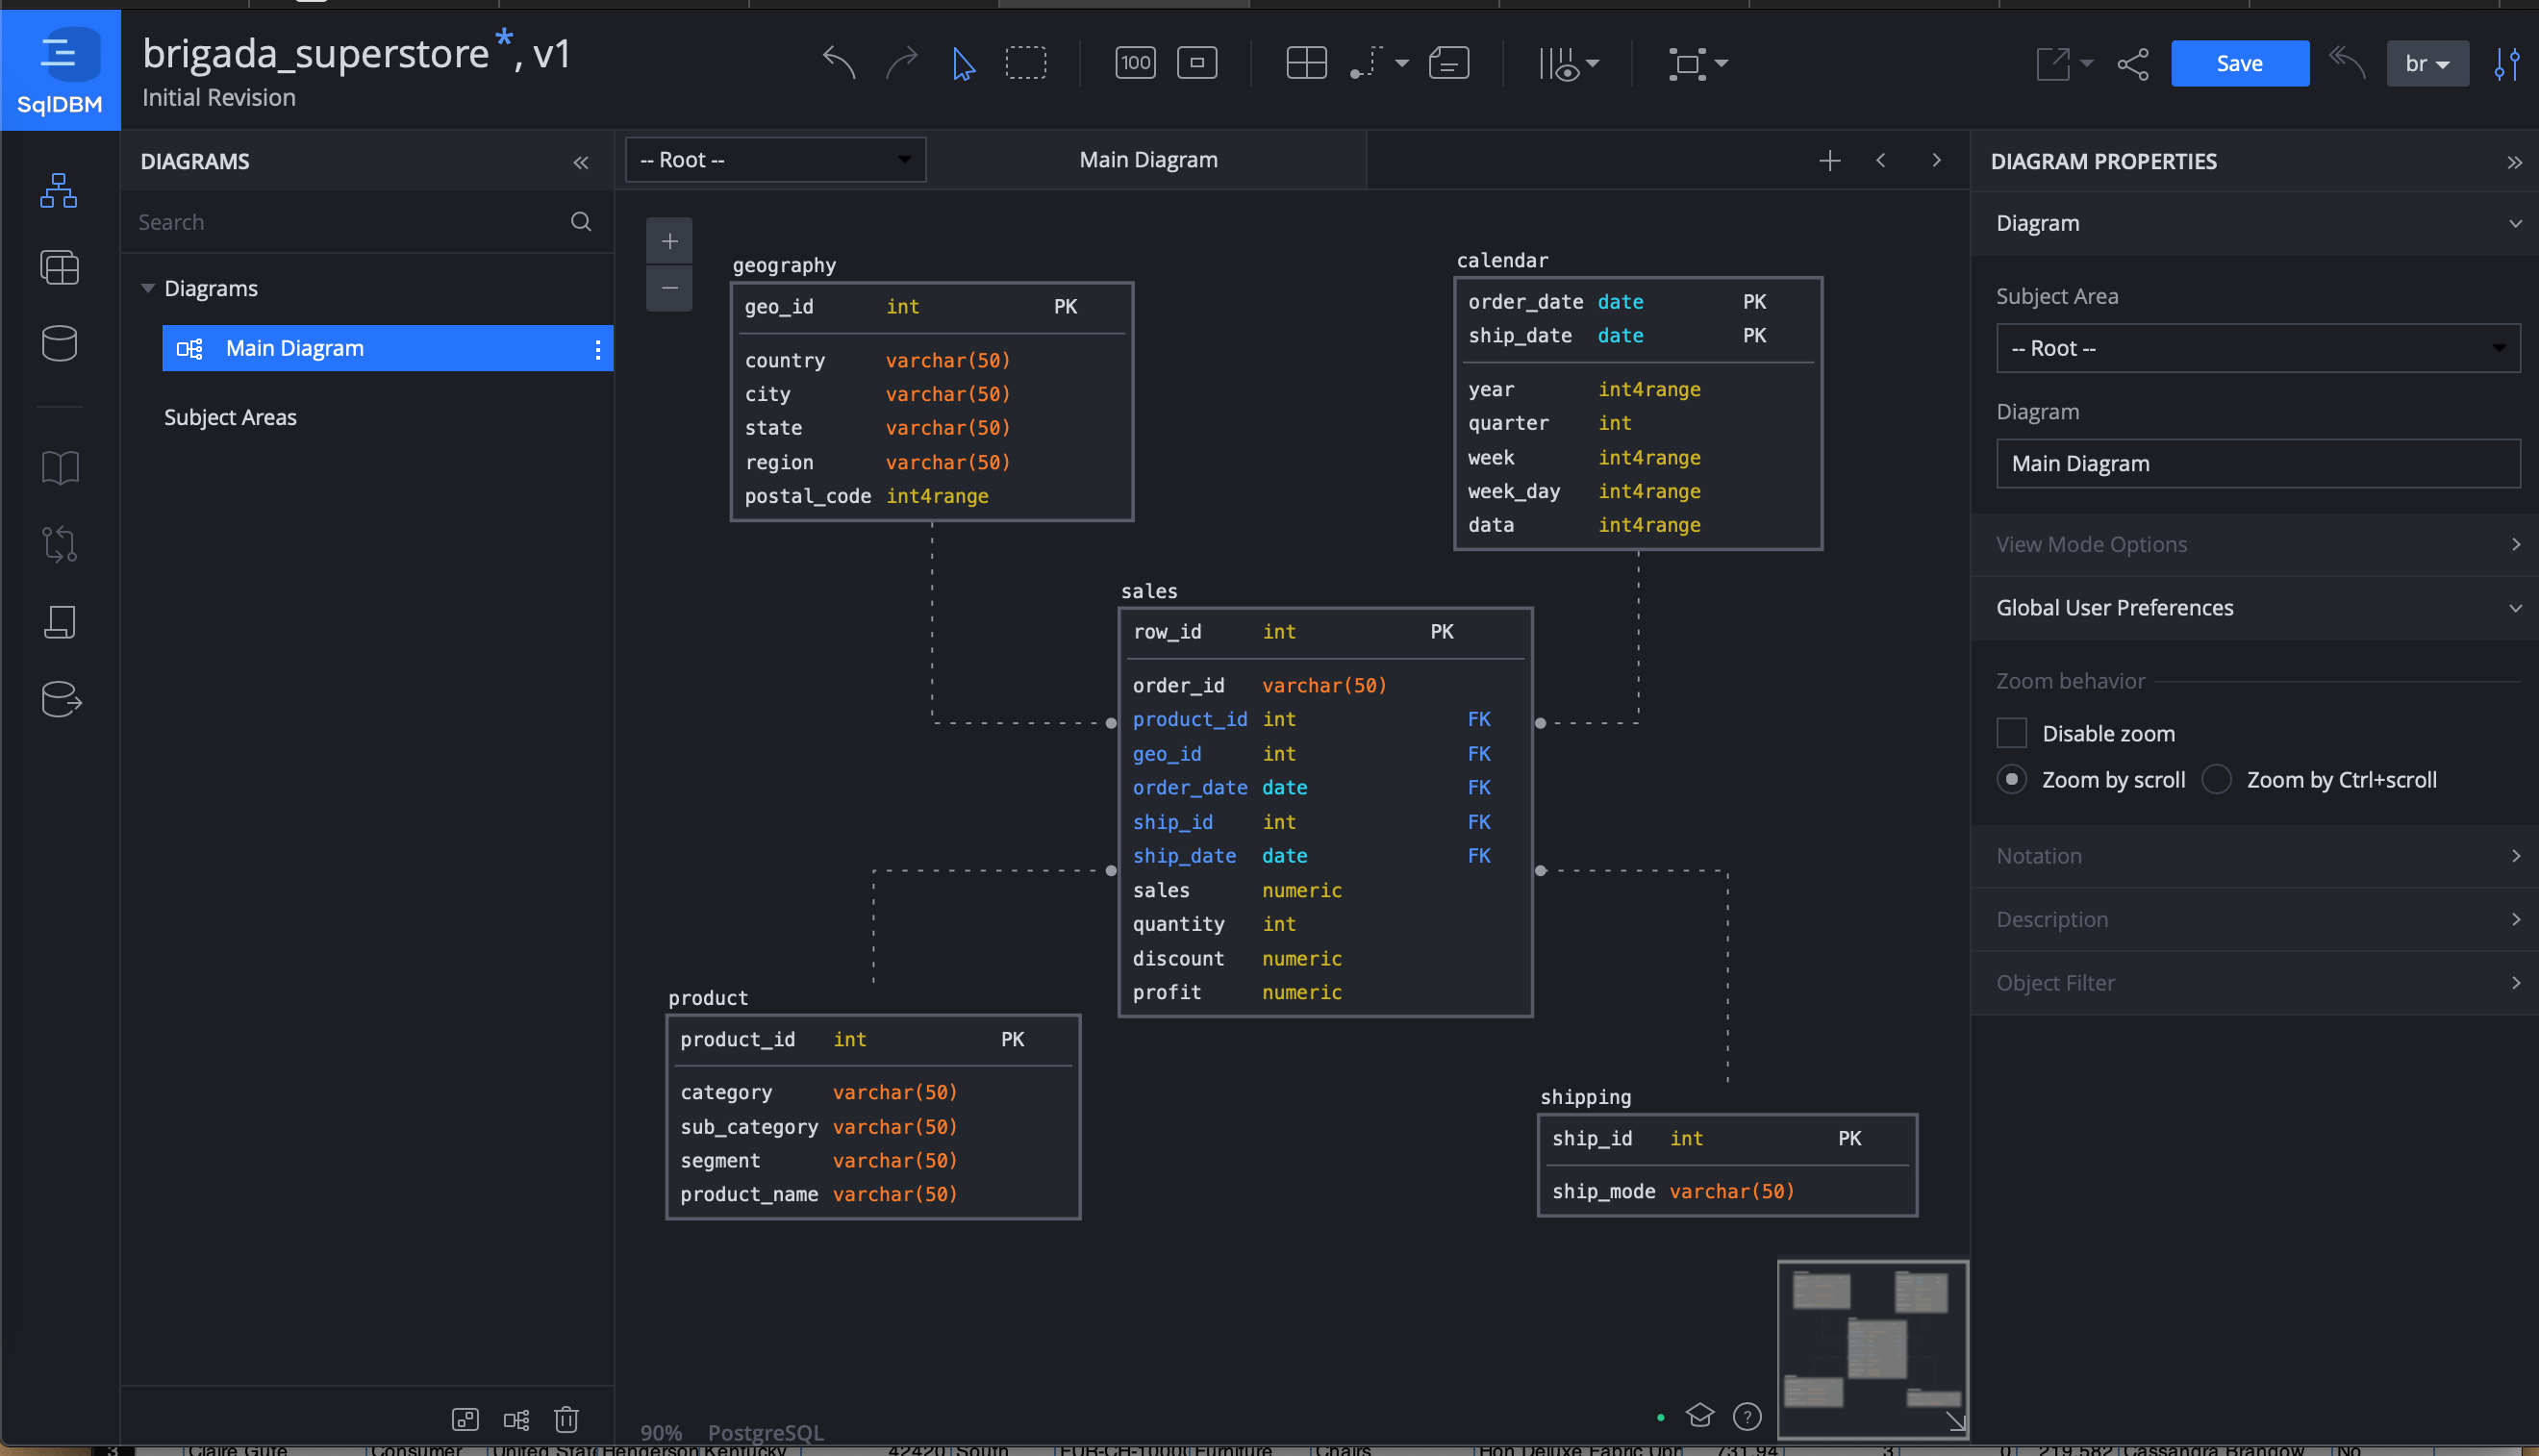 SqlDBM
brigada_superstore*, v1
Initial Revision
100
Save
br
DIAGRAMS
Search
Diagrams
Main Diagram
Subject Areas
-- Root --
Main Diagram
geography
geo_id int PK
country varchar(50)
city varchar(50)
state varchar(50)
region varchar(50)
postal_code int4range
calendar
order_date date PK
ship_date date PK
year int4range
quarter int
week int4range
week_day int4range
data int4range
sales
row_id int PK
order_id varchar(50)
product_id int FK
geo_id int FK
order_date date FK
ship_id int FK
ship_date date FK
sales numeric
quantity int
discount numeric
profit numeric
product
product_id int PK
category varchar(50)
sub_category varchar(50)
segment varchar(50)
product_name varchar(50)
shipping
ship_id int PK
ship_mode varchar(50)
90% PostgreSQL
DIAGRAM PROPERTIES
Diagram
Subject Area
-- Root --
Diagram
Main Diagram
View Mode Options
Global User Preferences
Zoom behavior
Disable zoom
Zoom by scroll Zoom by Ctrl+scroll
Notation
Description
Object Filter
3 Claire Gute Consumer United State Henderson Kentucky 42420 South Furniture Chairs Hon Deluxe Fabric 731.94 3 0 219.582 Cassandra Brandow No